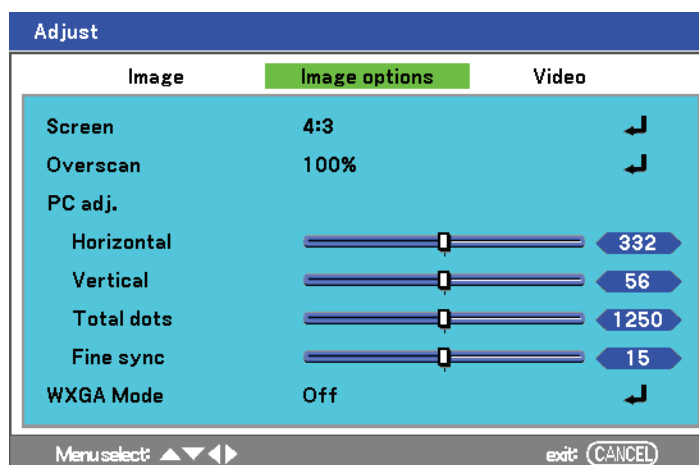 Adjust
Image Image options Video
Screen 4:3
Overscan 100%
PC adj.
Horizontal 332
Vertical 56
Total dots 1250
Fine sync 15
WXGA Mode Off
Menu select: ▲▼◀▶ exit: CANCEL